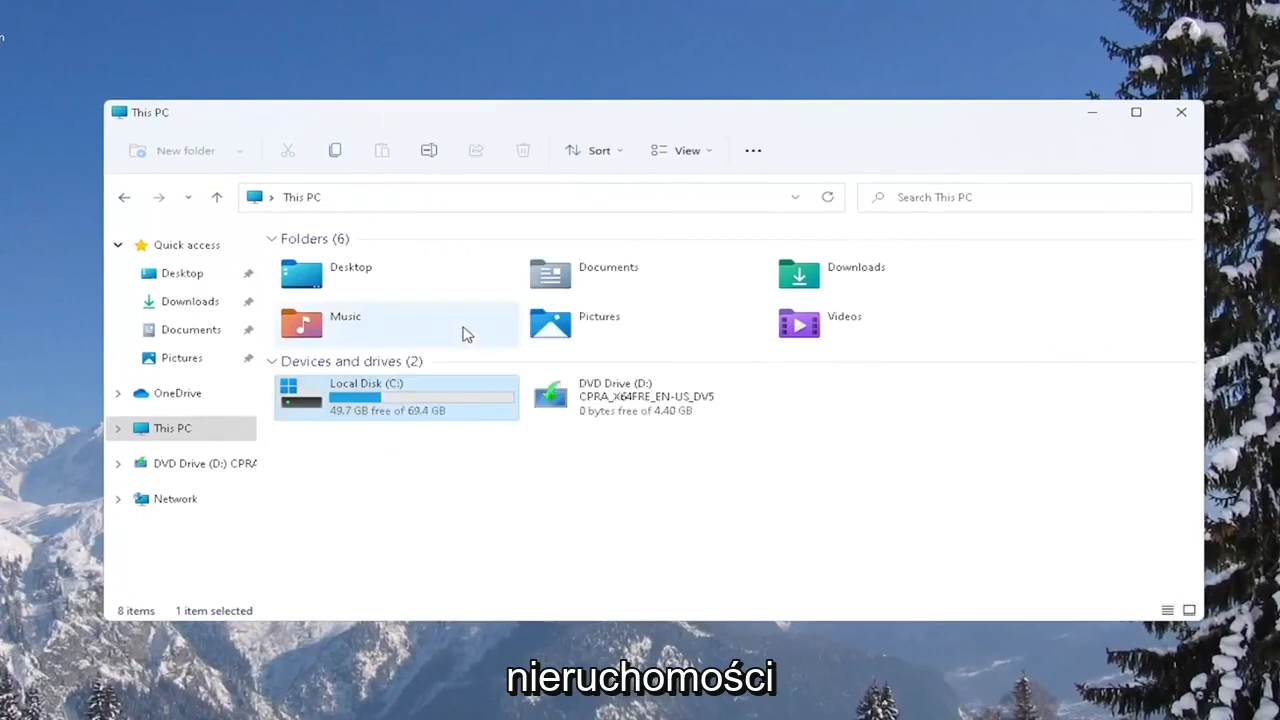 n
This PC
New folder
Sort
View
This PC
Search This PC
Quick access
Desktop
Downloads
Documents
Pictures
OneDrive
This PC
DVD Drive (D:) CPRA
Network
Folders (6)
Desktop
Documents
Downloads
Music
Pictures
Videos
Devices and drives (2)
Local Disk (C:)
49.7 GB free of 69.4 GB
DVD Drive (D:)
CPRA_X64FRE_EN-US_DV5
0 bytes free of 4.40 GB
8 items
1 item selected
nieruchomości